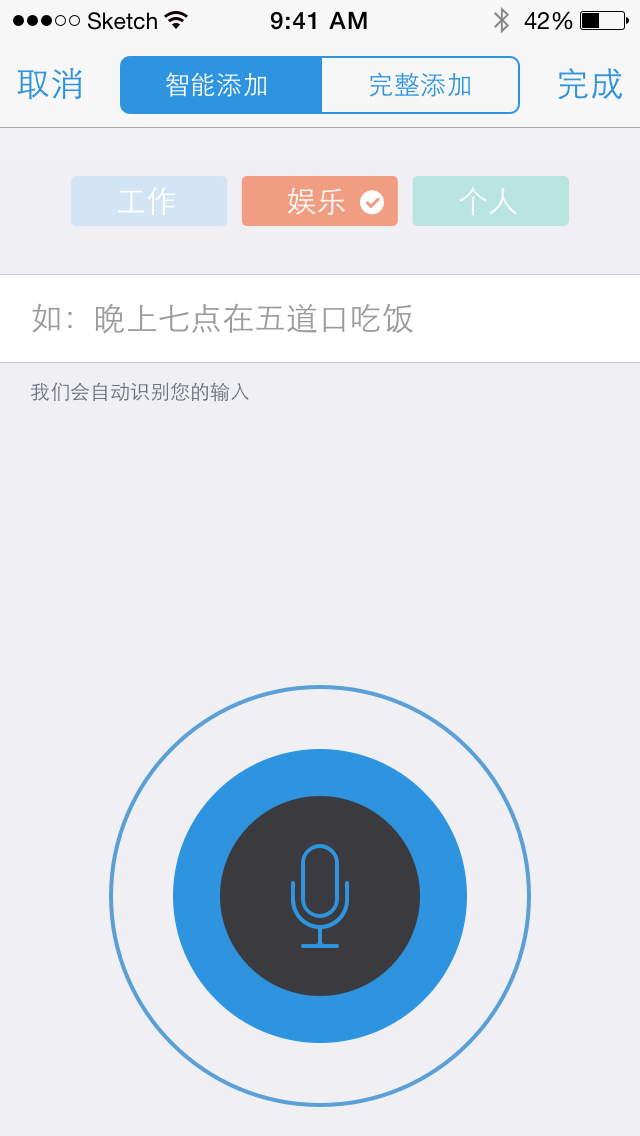 Sketch 9:41 AM 42%
取消 智能添加 完整添加 完成
工作 娱乐 个人
如：晚上七点在五道口吃饭
我们会自动识别您的输入